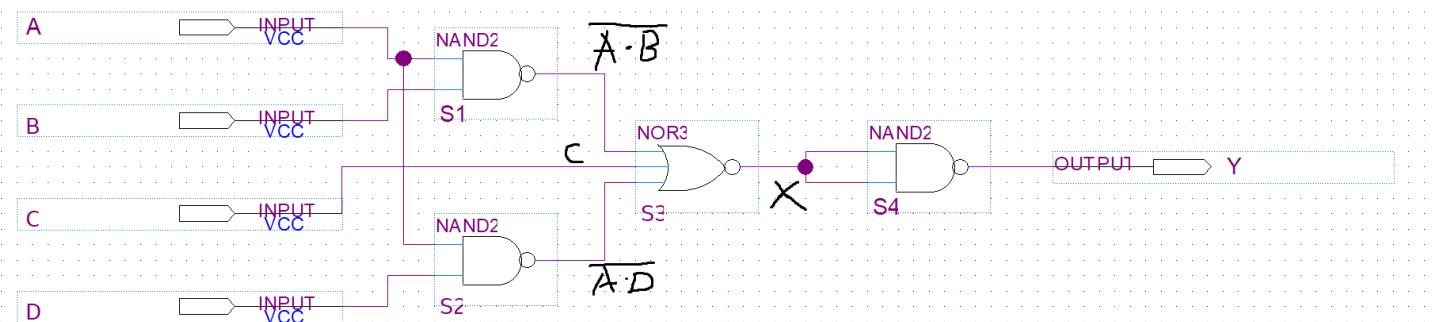 A
INPUT
VCC
NAND2
S1
A̅·̅B̅
B
INPUT
VCC
C
NOR3
S3
X
NAND2
S4
OUTPUT
Y
C
INPUT
VCC
NAND2
S2
A̅·̅D̅
D
INPUT
VCC